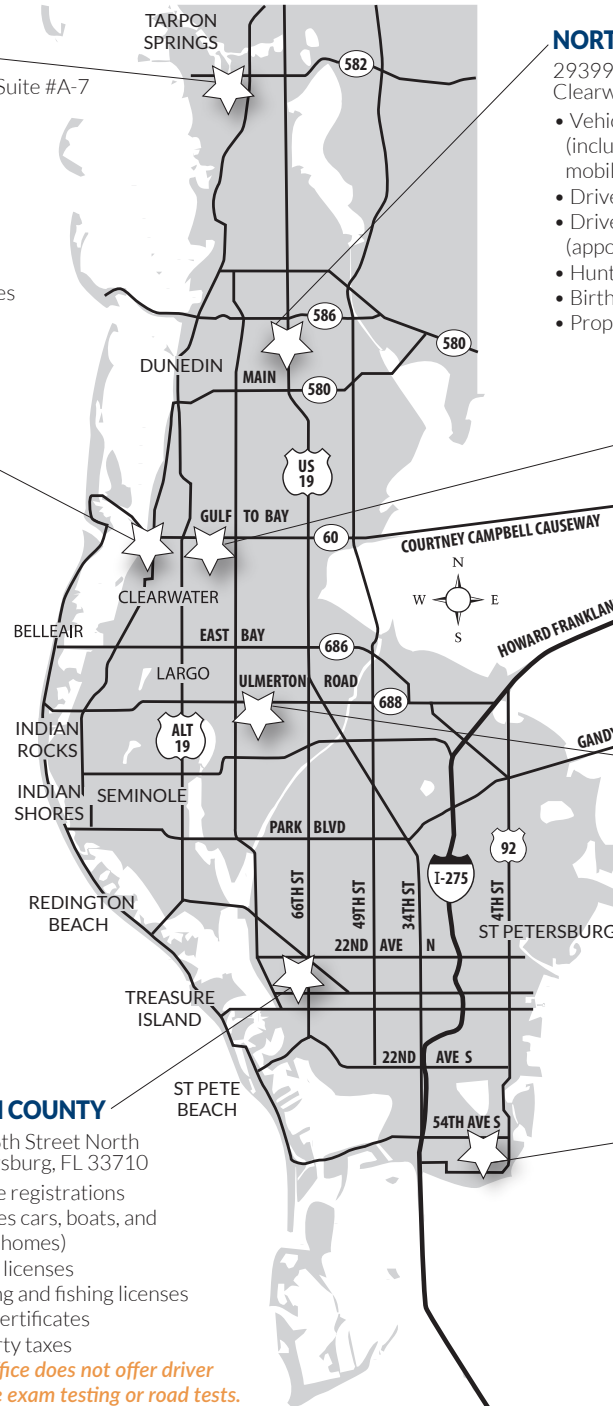 TARPON
SPRINGS
582
Suite #A-7
NORT
29399
Clearw
• Vehic
(inclu
mobil
• Drive
• Drive
(appo
• Hunt
• Birth
• Prop
es
586
580
DUNEDIN
MAIN
580
US
19
GULF TO BAY
60
COURTNEY CAMPBELL CAUSEWAY
N
W
E
S
CLEARWATER
HOWARD FRANKLAN
BELLEAIR
EAST BAY
686
LARGO
ULMERTON ROAD
688
ALT
19
INDIAN
ROCKS
GANDY
INDIAN
SHORES
SEMINOLE
PARK BLVD
92
I-275
66TH ST
49TH ST
34TH ST
4TH ST
REDINGTON
BEACH
ST PETERSBURG
22ND AVE N
TREASURE
ISLAND
22ND AVE S
ST PETE
BEACH
54TH AVE S
COUNTY
th Street North
sburg, FL 33710
e registrations
es cars, boats, and
homes)
licenses
ng and fishing licenses
ertificates
rty taxes
fice does not offer driver
e exam testing or road tests.